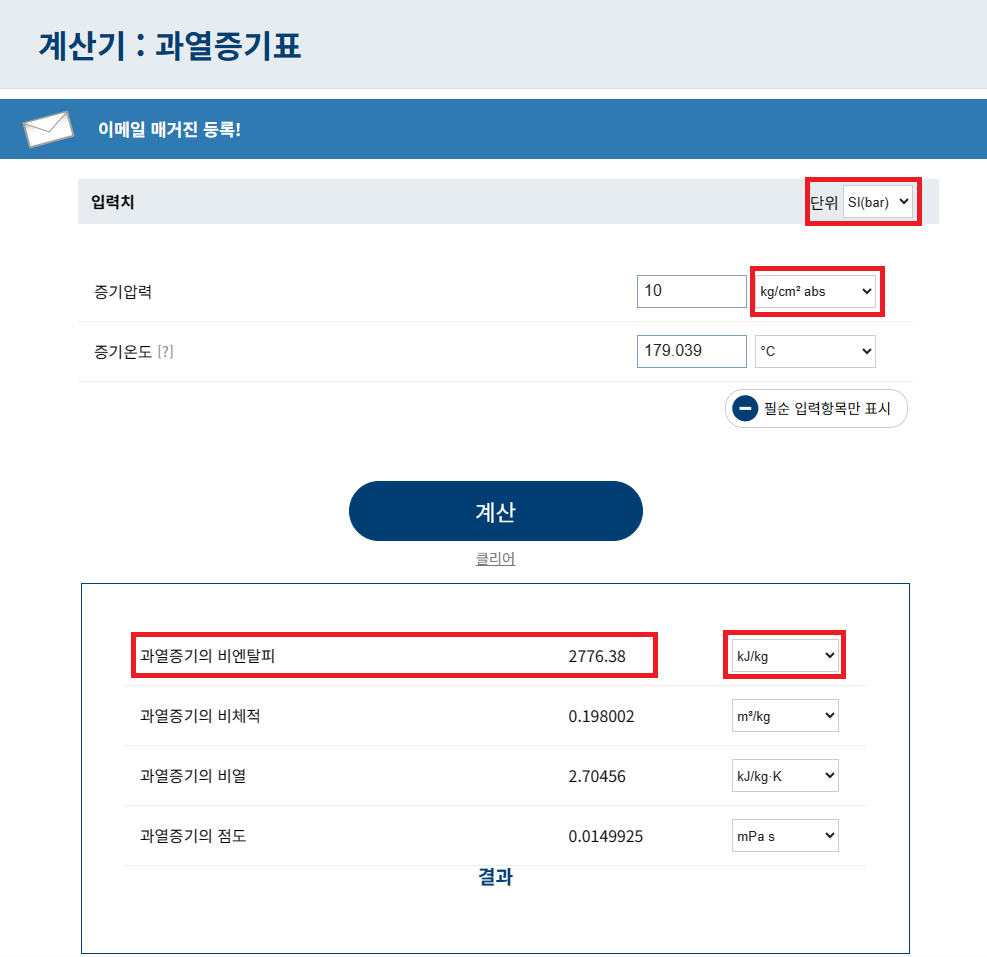 계산기 : 과열증기표
이메일 매거진 등록!
입력치 단위 SI(bar)
증기압력 10 kg/cm² abs
증기온도 [?] 179.039 °C
필순 입력항목만 표시
계산
클리어
과열증기의 비엔탈피 2776.38 kJ/kg
과열증기의 비체적 0.198002 m³/kg
과열증기의 비열 2.70456 kJ/kg·K
과열증기의 점도 0.0149925 mPa s
결과